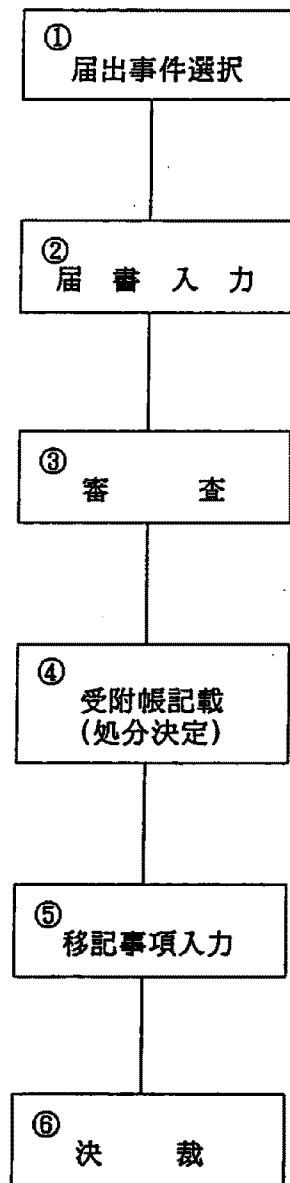 ①
届出事件選択
②
届書入力
③
審査
④
受附帳記載
(処分決定)
⑤
移記事項入力
⑥
決裁